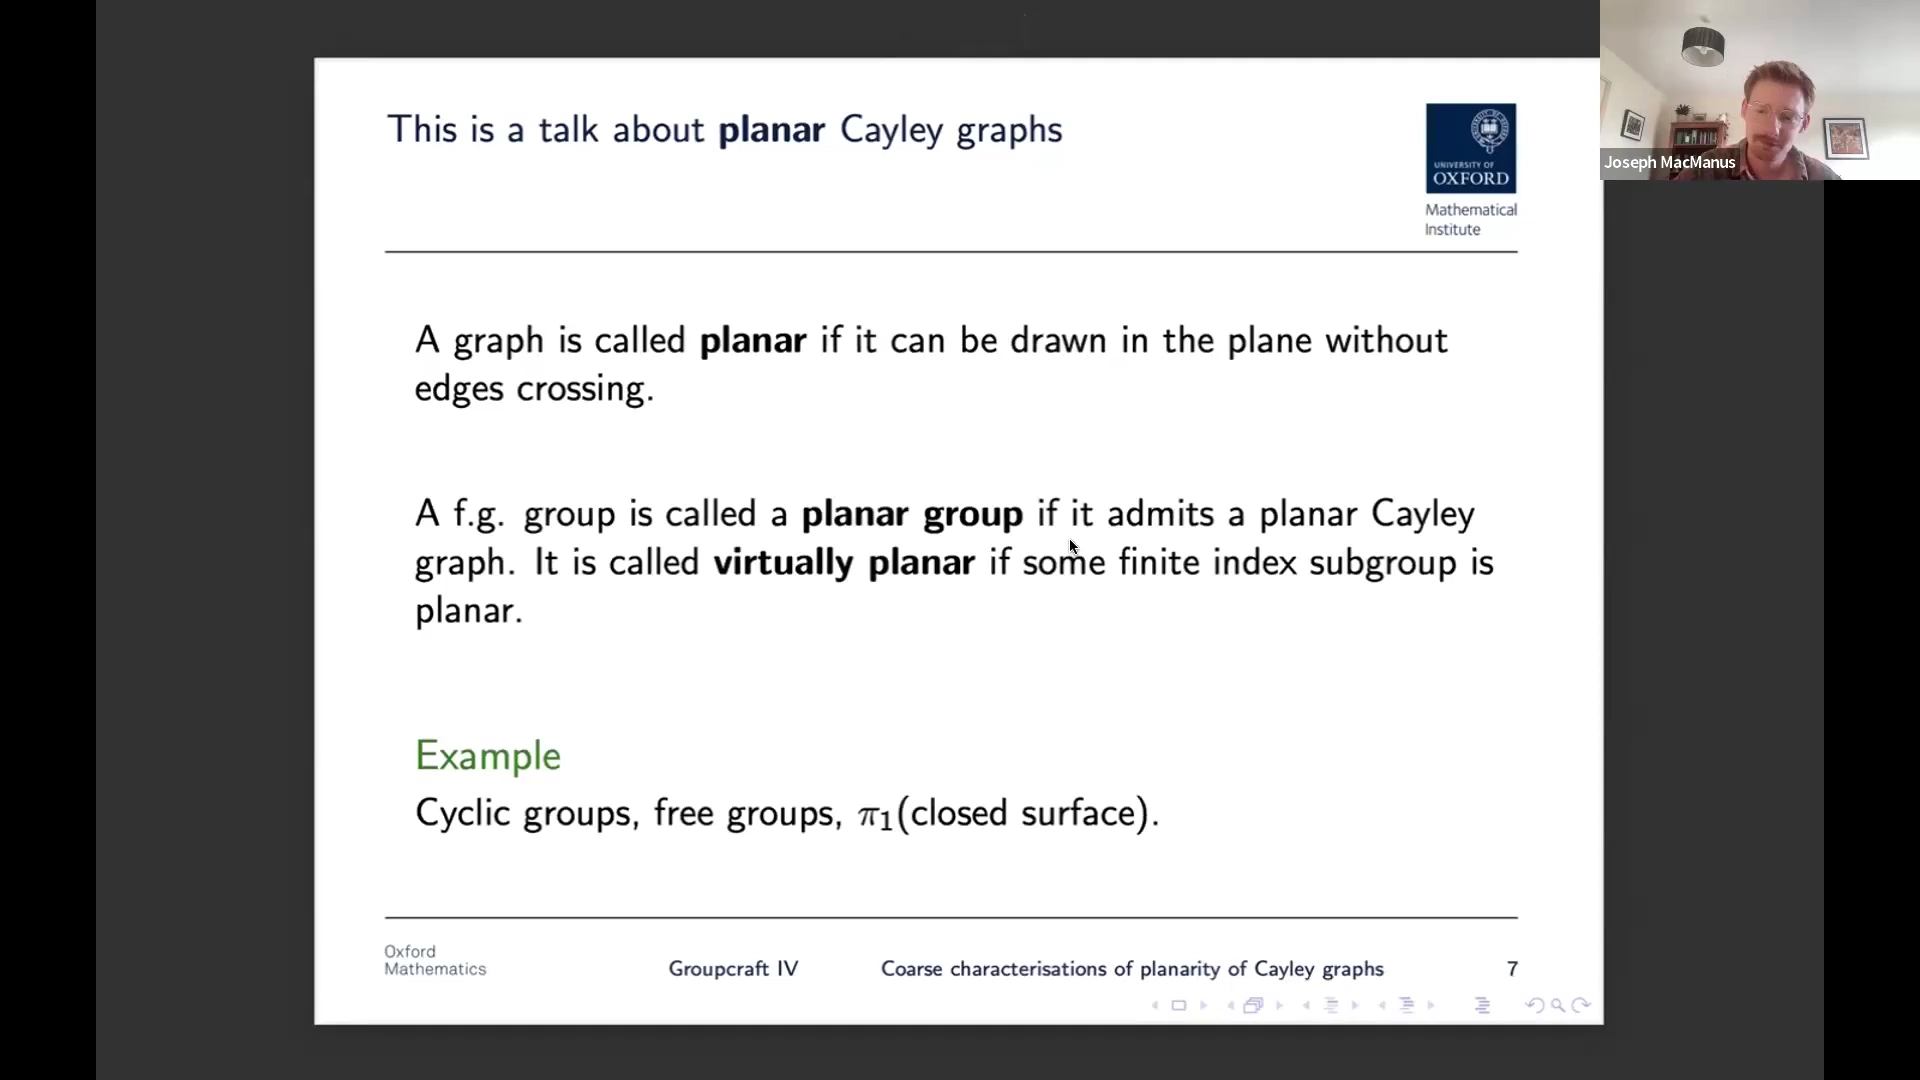 This is a talk about planar Cayley graphs
UNIVERSITY OF
OXFORD
Mathematical
Institute
Joseph MacManus
A graph is called planar if it can be drawn in the plane without
edges crossing.
A f.g. group is called a planar group if it admits a planar Cayley
graph. It is called virtually planar if some finite index subgroup is
planar.
Example
Cyclic groups, free groups, π₁(closed surface).
Oxford
Mathematics
Groupcraft IV
Coarse characterisations of planarity of Cayley graphs
7